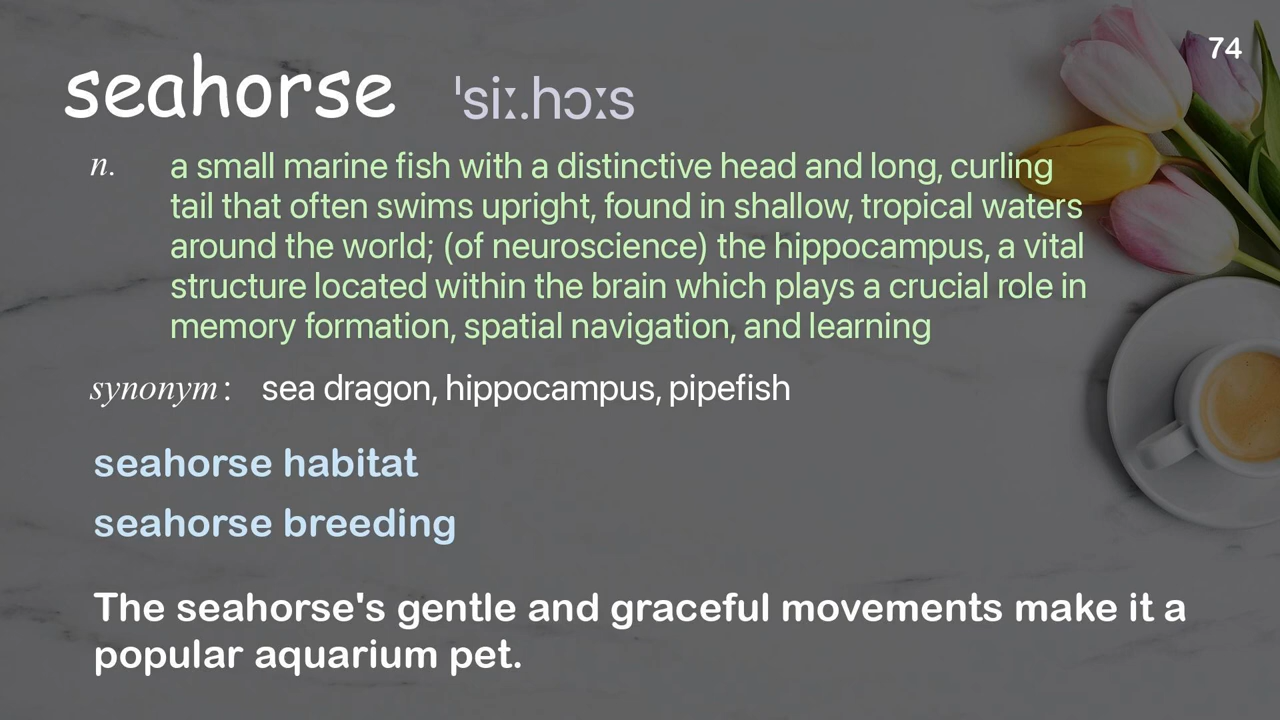 74
seahorse ˈsiː.hɔːs
n. a small marine fish with a distinctive head and long, curling
tail that often swims upright, found in shallow, tropical waters
around the world; (of neuroscience) the hippocampus, a vital
structure located within the brain which plays a crucial role in
memory formation, spatial navigation, and learning
synonym: sea dragon, hippocampus, pipefish
seahorse habitat
seahorse breeding
The seahorse's gentle and graceful movements make it a
popular aquarium pet.